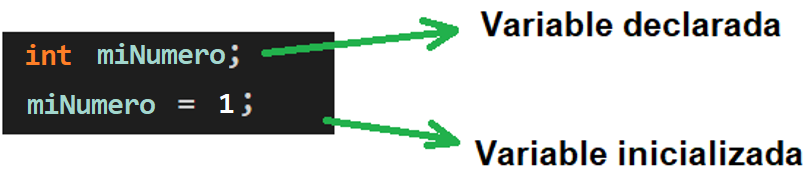 Variable declarada
int miNumero;
miNumero = 1;
Variable inicializada